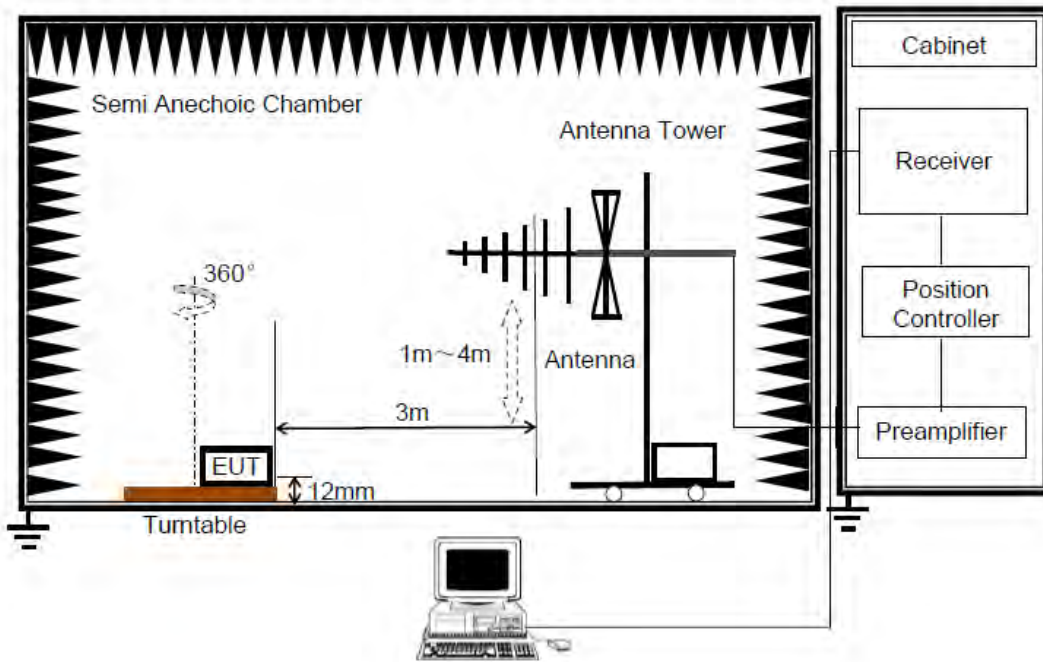 Cabinet
Semi Anechoic Chamber
Antenna Tower
Receiver
360°
Position
Controller
1m～4m
Antenna
3m
Preamplifier
EUT
12mm
Turntable